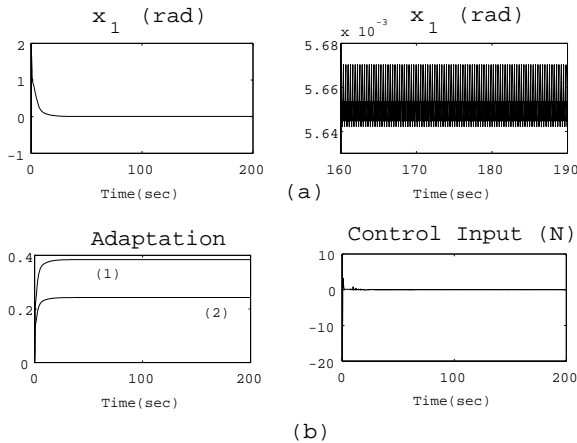 x_1 (rad)
2
1
0
-1
0
100
200
Time(sec)
x 10^-3
x_1 (rad)
5.68
5.66
5.64
160
170
180
190
Time(sec)
(a)
Adaptation
0.4
0.2
0
(1)
(2)
0
100
200
Time(sec)
Control Input (N)
10
0
-10
-20
0
100
200
Time(sec)
(b)